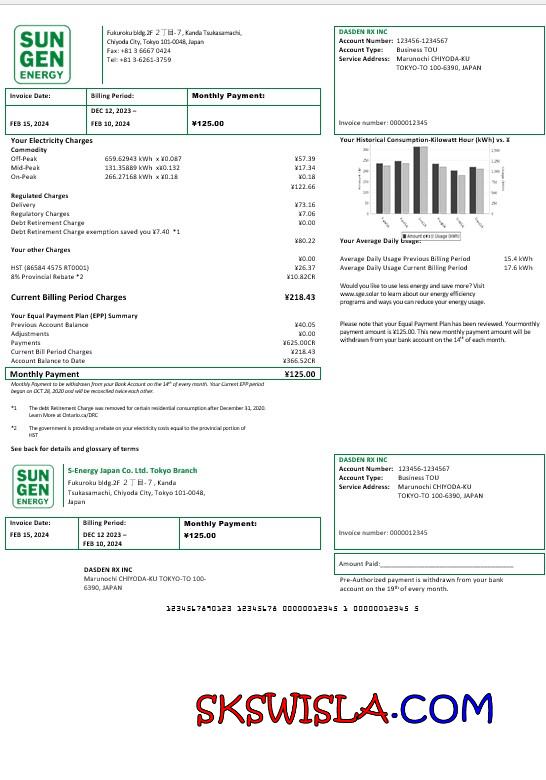 SUN
GEN
ENERGY
Fukuroku bldg.2F 2丁目-7, Kanda Tsukasamachi,
Chiyoda City, Tokyo 101-0048, Japan
Fax: +81 3 6667 0424
Tel: +81 3-6261-3759
DASDEN RX INC
Account Number: 123456-1234567
Account Type: Business TOU
Service Address: Marunochi CHIYODA-KU
TOKYO-TO 100-6390, JAPAN
Invoice number: 0000012345
Invoice Date: Billing Period: Monthly Payment:
DEC 12, 2023 –
FEB 15, 2024 FEB 10, 2024 ¥125.00
Your Electricity Charges
Commodity
Off-Peak 659.62943 kWh x ¥0.087 ¥57.39
Mid-Peak 131.35889 kWh x¥0.132 ¥17.34
On-Peak 266.27168 kWh x ¥0.18 ¥0.18
¥122.66
Regulated Charges
Delivery ¥73.16
Regulatory Charges ¥7.06
Debt Retirement Charge ¥0.00
Debt Retirement Charge exemption saved you ¥7.40 *1
¥80.22
Your other Charges
¥0.00
HST (86584 4575 RT0001) ¥26.37
8% Provincial Rebate *2 ¥10.82CR
Current Billing Period Charges ¥218.43
Your Equal Payment Plan (EPP) Summary
Previous Account Balance ¥40.05
Adjustments ¥0.00
Payments ¥625.00CR
Current Bill Period Charges ¥218.43
Account Balance to Date ¥366.52CR
Monthly Payment ¥125.00
Monthly Payment to be withdrawn from your Bank Account on the 14th of every month. Your Current EPP period
began on OCT 28, 2020 and will be reconciled twice each other.
*1 The debt Retirement Charge was removed for certain residential consumption after December 31, 2020.
Learn More at Ontario.ca/DRC
*2 The government is providing a rebate on your electricity costs equal to the provincial portion of
HST
See back for details and glossary of terms
Your Historical Consumption-Kilowatt Hour (kWh) vs. ¥
Amount ¥ Usage (kWh)
Your Average Daily Usage:
Average Daily Usage Previous Billing Period 15.4 kWh
Average Daily Usage Current Billing Period 17.6 kWh
Would you like to use less energy and save more? Visit
www.sge.solar to learn about our energy efficiency
programs and ways you can reduce your energy usage.
Please note that your Equal Payment Plan has been reviewed. Yourmonthly
payment amount is ¥125.00. This new monthly payment amount will be
withdrawn from your bank account on the 14th of each month.
SUN
GEN
ENERGY
S-Energy Japan Co. Ltd. Tokyo Branch
Fukuroku bldg.2F 2丁目-7, Kanda
Tsukasamachi, Chiyoda City, Tokyo 101-0048,
Japan
DASDEN RX INC
Account Number: 123456-1234567
Account Type: Business TOU
Service Address: Marunochi CHIYODA-KU
TOKYO-TO 100-6390, JAPAN
Invoice number: 0000012345
Invoice Date: Billing Period: Monthly Payment:
FEB 15, 2024 DEC 12 2023 – ¥125.00
FEB 10, 2024
Amount Paid:
DASDEN RX INC
Marunochi CHIYODA-KU TOKYO-TO 100-
6390, JAPAN
Pre-Authorized payment is withdrawn from your bank
account on the 19th of every month.
1234567890123 12345678 00000012345 1 00000012345 5
SKSWISLA.COM